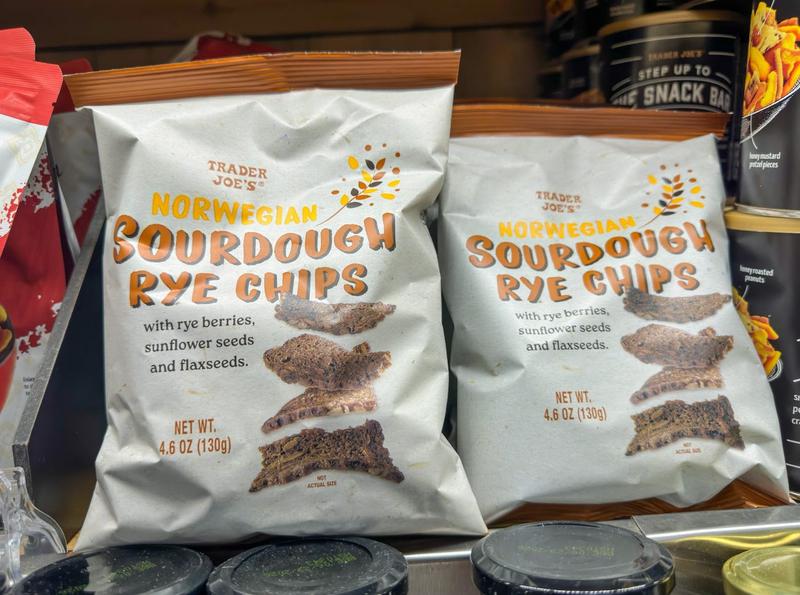 TRADER
JOE'S®
NORWEGIAN
SOURDOUGH
RYE CHIPS
with rye berries,
sunflower seeds
and flaxseeds.
NET WT.
4.6 OZ (130g)
NOT
ACTUAL SIZE
TRADER
JOE'S®
NORWEGIAN
SOURDOUGH
RYE CHIPS
with rye berries,
sunflower seeds
and flaxseeds.
NET WT.
4.6 OZ (130g)
NOT
ACTUAL SIZE
TRADER JOE'S
STEP UP TO
SNACK BA
honey mustard
pretzel pieces
honey roasted
peanuts